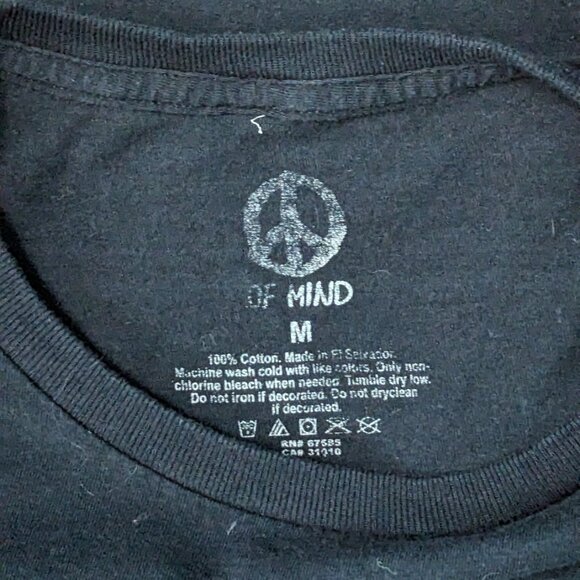 OF MIND
M
100% Cotton. Made in El Salvador.
Machine wash cold with like colors. Only non-
chlorine bleach when needed. Tumble dry low.
Do not iron if decorated. Do not dryclean
if decorated.
RN# 67585
CA# 31010